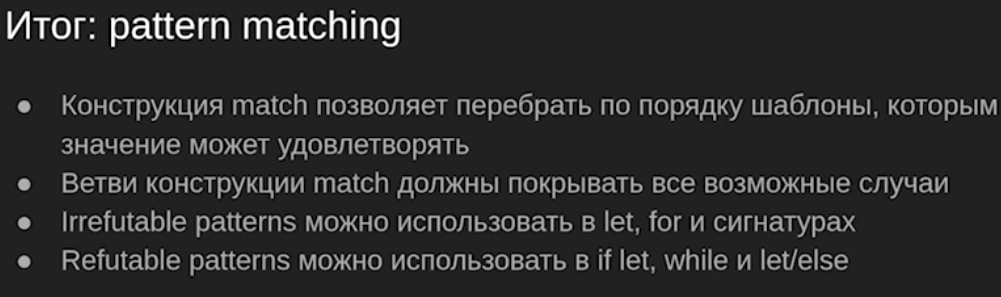 Итог: pattern matching
● Конструкция match позволяет перебрать по порядку шаблоны, которым
значение может удовлетворять
● Ветви конструкции match должны покрывать все возможные случаи
● Irrefutable patterns можно использовать в let, for и сигнатурах
● Refutable patterns можно использовать в if let, while и let/else